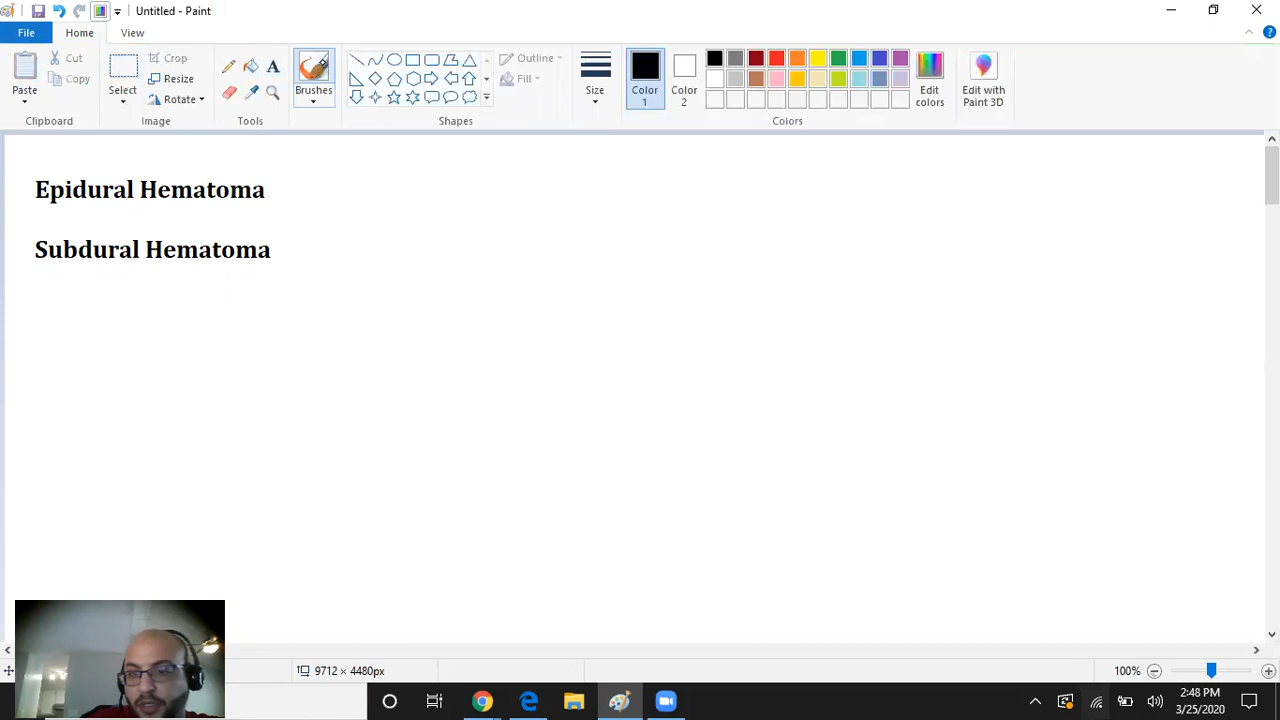 Untitled - Paint
File
Home
View
Paste
Cut
Copy
Clipboard
Select
Crop
Resize
Rotate
Image
A
Tools
Brushes
Shapes
Outline
Fill
Size
Color 1
Color 2
Colors
Edit colors
Edit with Paint 3D
Epidural Hematoma
Subdural Hematoma
9712 × 4480px
100%
2:48 PM
3/25/2020